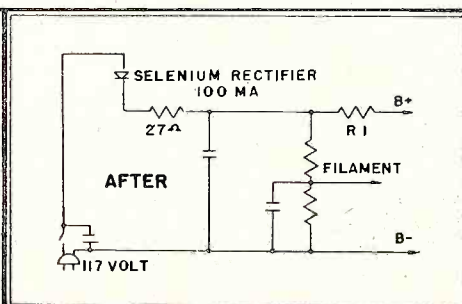 SELENIUM RECTIFIER
100 MA
27Ω
B+
R1
FILAMENT
AFTER
B-
117 VOLT